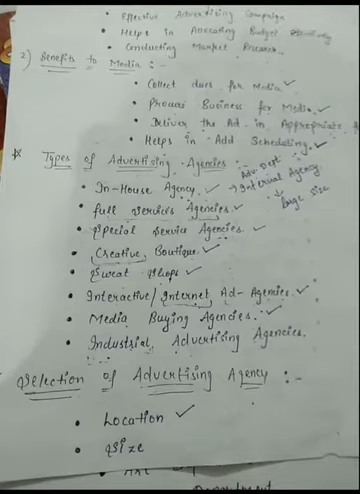 • Effective Advertising Campaign
• Helps in Allocating Budget
• Conducting Market Research.
2) Benefits to Media :-
• Collect dues for Media ✓
• Procure Business for Media ✓
• Deliver the Ad in Appropriate
• Helps in Add Scheduling ✓
* Types of Advertising Agencies
Adv. Dept.
• In-House Agency. ✓ → Internal Agency
↓
Large Size
• full services Agencies. ✓
• Special service Agencies. ✓
• Creative Boutique. ✓
• Sweat Shops ✓
• Interactive/Internet Ad-Agencies. ✓
• Media Buying Agencies. ✓
• Industrial Advertising Agencies.
Selection of Advertising Agency :-
• Location ✓
• Size